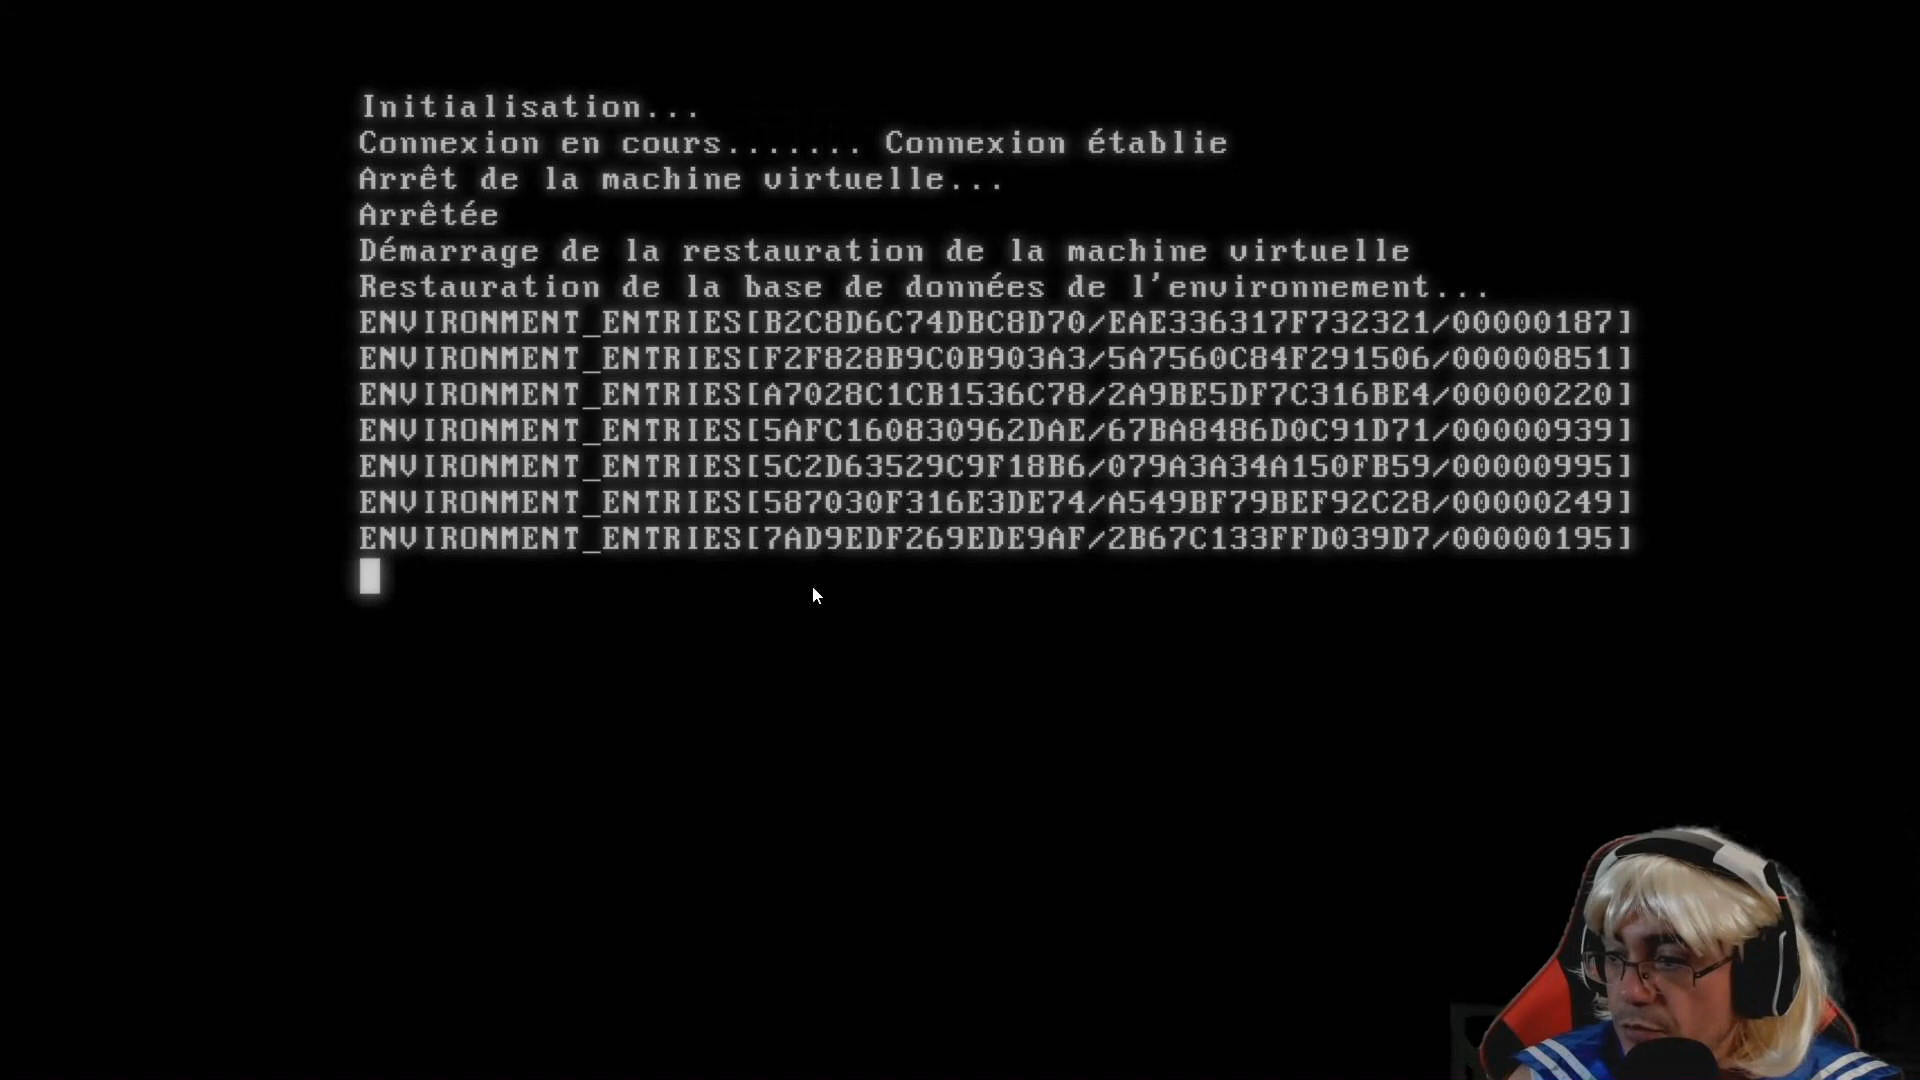 Initialisation...
Connexion en cours....... Connexion établie
Arrêt de la machine virtuelle...
Arrêtée
Démarrage de la restauration de la machine virtuelle
Restauration de la base de données de l'environnement...
ENVIRONMENT_ENTRIES[B2C8D6C74DBC8D70/EAE336317F732321/00000187]
ENVIRONMENT_ENTRIES[F2F828B9C0B903A3/5A7560C84F291506/00000851]
ENVIRONMENT_ENTRIES[A7028C1CB1536C78/2A9BE5DF7C316BE4/00000220]
ENVIRONMENT_ENTRIES[5AFC160830962DAE/67BA8486D0C91D71/00000939]
ENVIRONMENT_ENTRIES[5C2D63529C9F18B6/079A3A34A150FB59/00000995]
ENVIRONMENT_ENTRIES[587030F316E3DE74/A549BF79BEF92C28/00000249]
ENVIRONMENT_ENTRIES[7AD9EDF269EDE9AF/2B67C133FFD039D7/00000195]